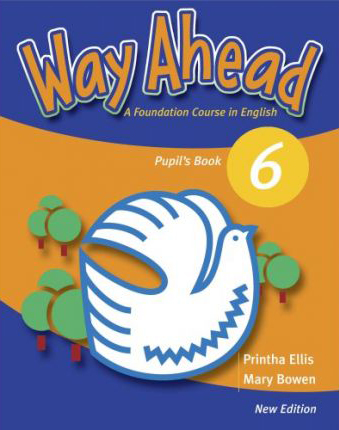 Way Ahead
A Foundation Course in English
Pupil's Book
6
Printha Ellis
Mary Bowen
New Edition